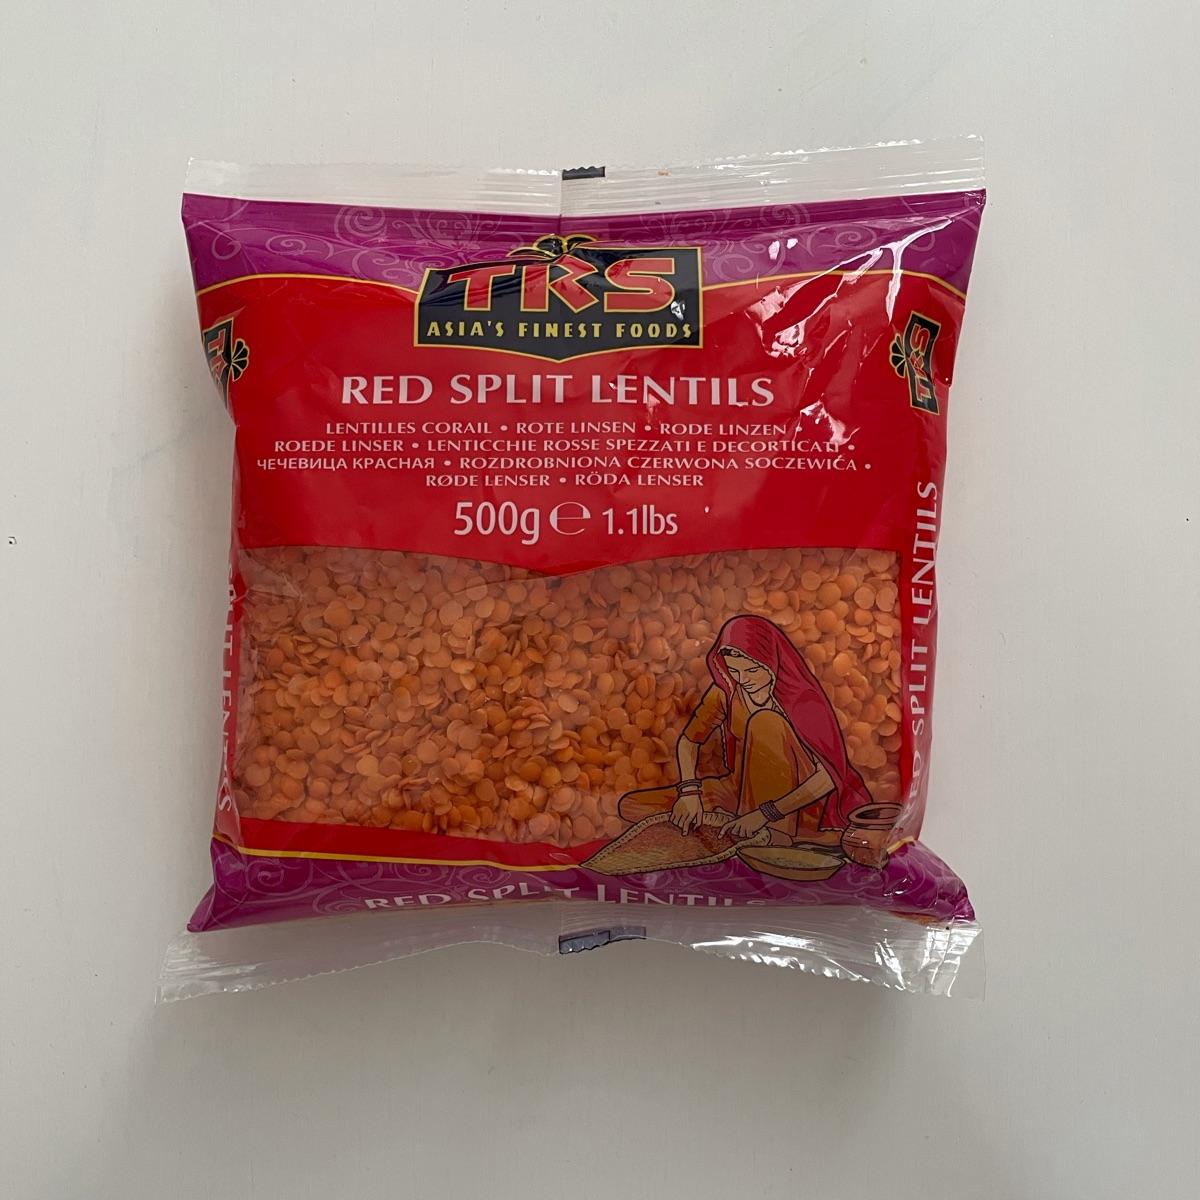 TRS
ASIA'S FINEST FOODS
RED SPLIT LENTILS
LENTILLES CORAIL • ROTE LINSEN • RODE LINZEN •
ROEDE LINSER • LENTICCHIE ROSSE SPEZZATI E DECORTICATI •
ЧЕЧЕВИЦА КРАСНАЯ • ROZDROBNIONA CZERWONA SOCZEWICA •
RØDE LENSER • RÖDA LENSER
500g ℮ 1.1lbs
TRS
RED SPLIT LENTILS
RED SPLIT LENTILS